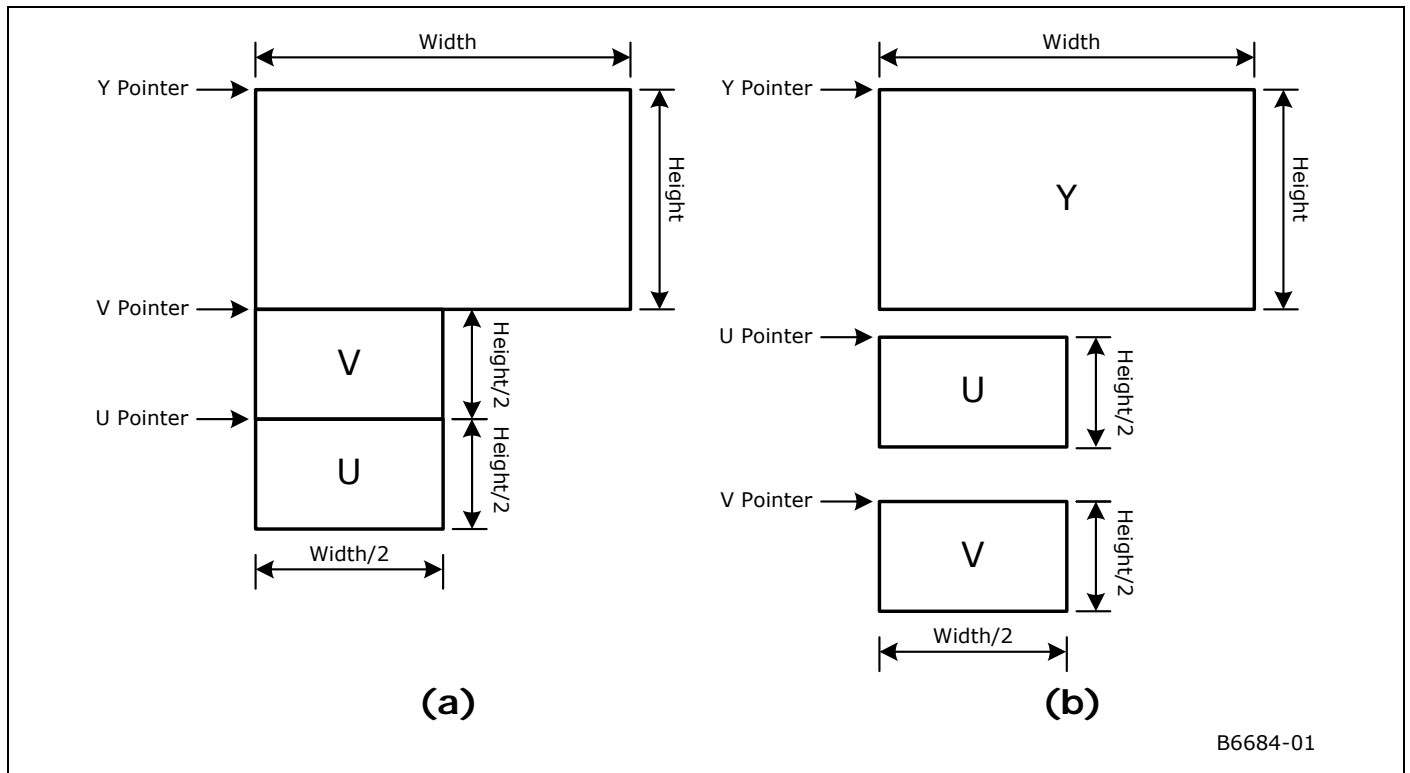 Width
Y Pointer
Height
V Pointer
V
Height/2
U Pointer
U
Height/2
Width/2
(a)
Width
Y Pointer
Y
Height
U Pointer
U
Height/2
V Pointer
V
Height/2
Width/2
(b)
B6684-01